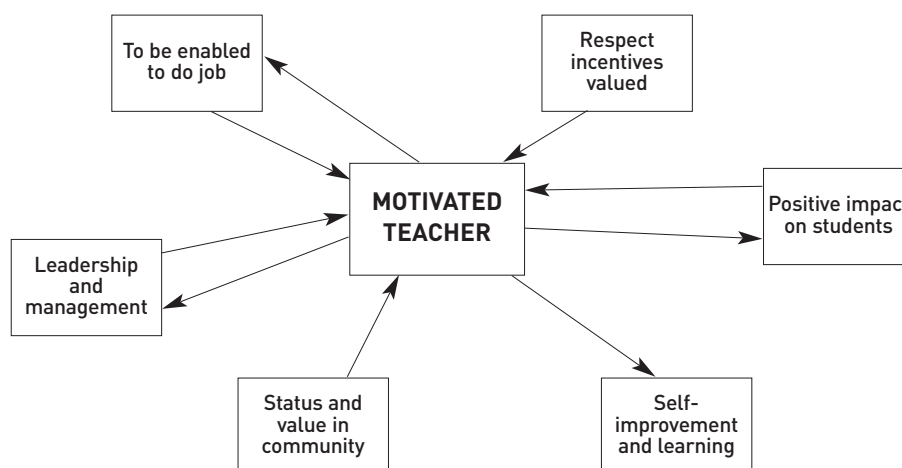 To be enabled
to do job
Respect
incentives
valued
MOTIVATED
TEACHER
Positive impac
on students
Leadership
and
management
Status and
value in
community
Self-
improvement
and learning